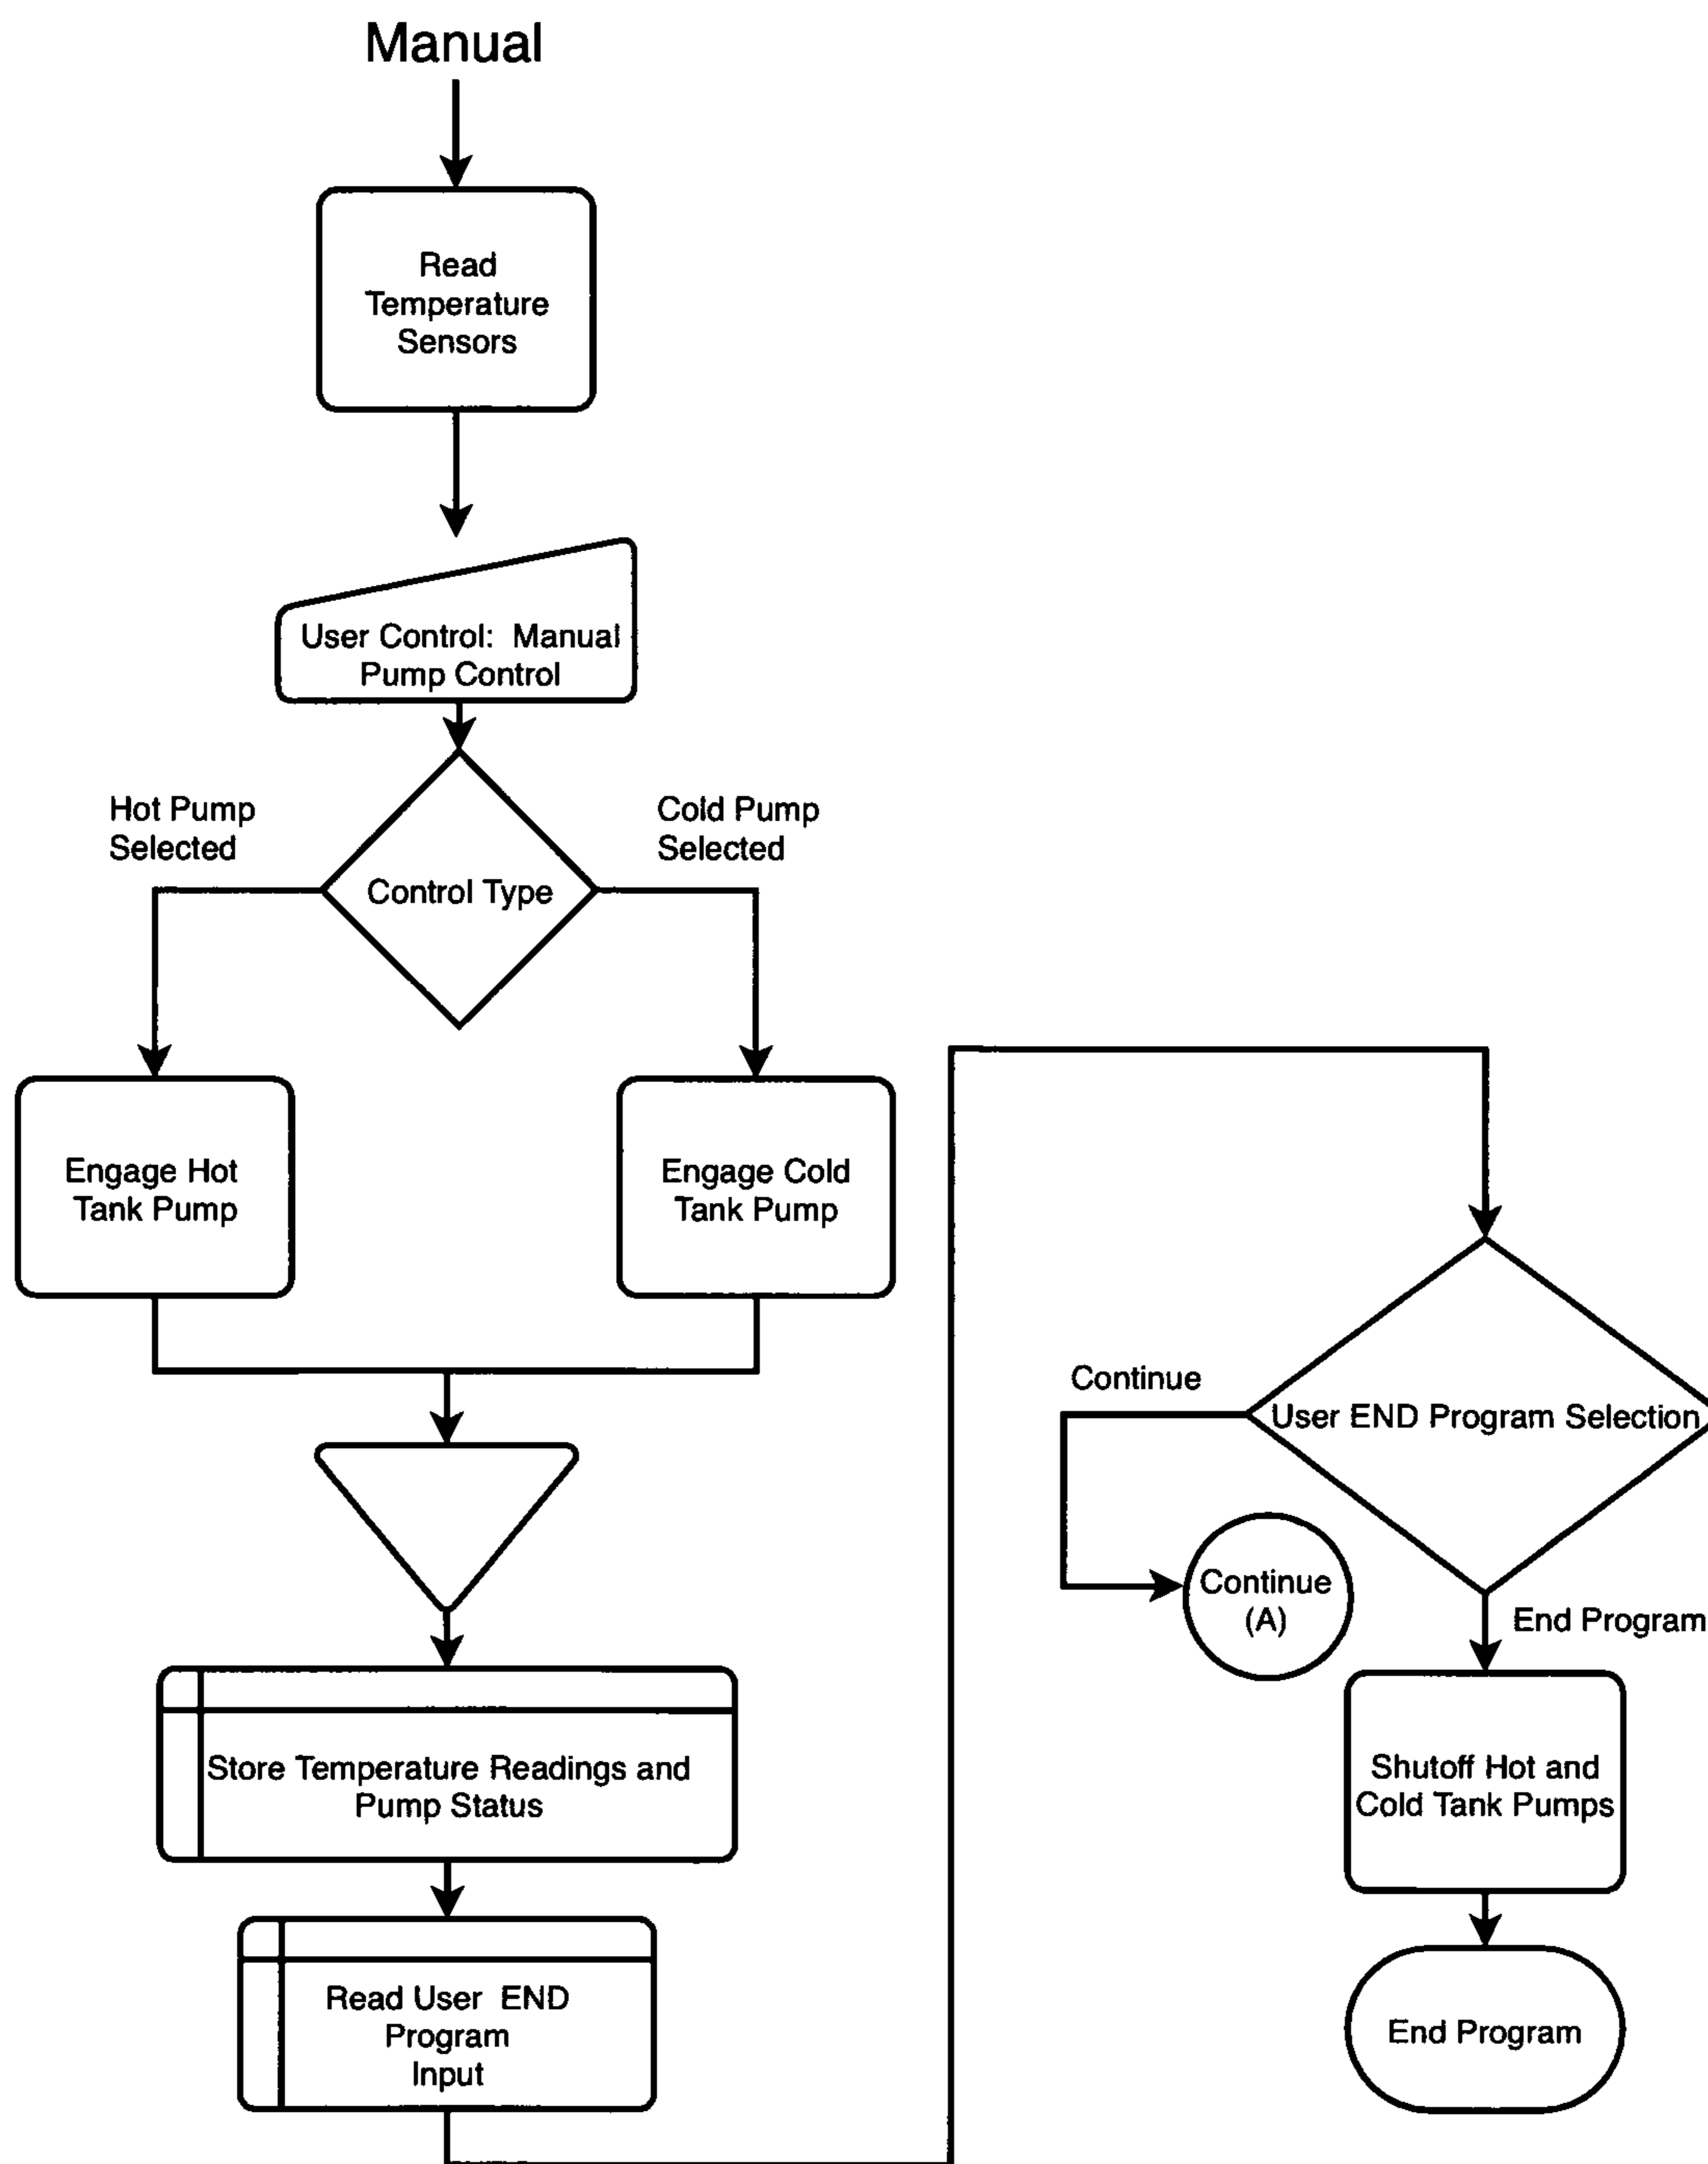 Manual
Read
Temperature
Sensors
User Control: Manual
Pump Control
Hot Pump
Selected
Cold Pump
Selected
Control Type
Engage Hot
Tank Pump
Engage Cold
Tank Pump
Store Temperature Readings and
Pump Status
Read User END
Program
Input
User END Program Selection
Continue
Continue
(A)
End Program
Shutoff Hot and
Cold Tank Pumps
End Program